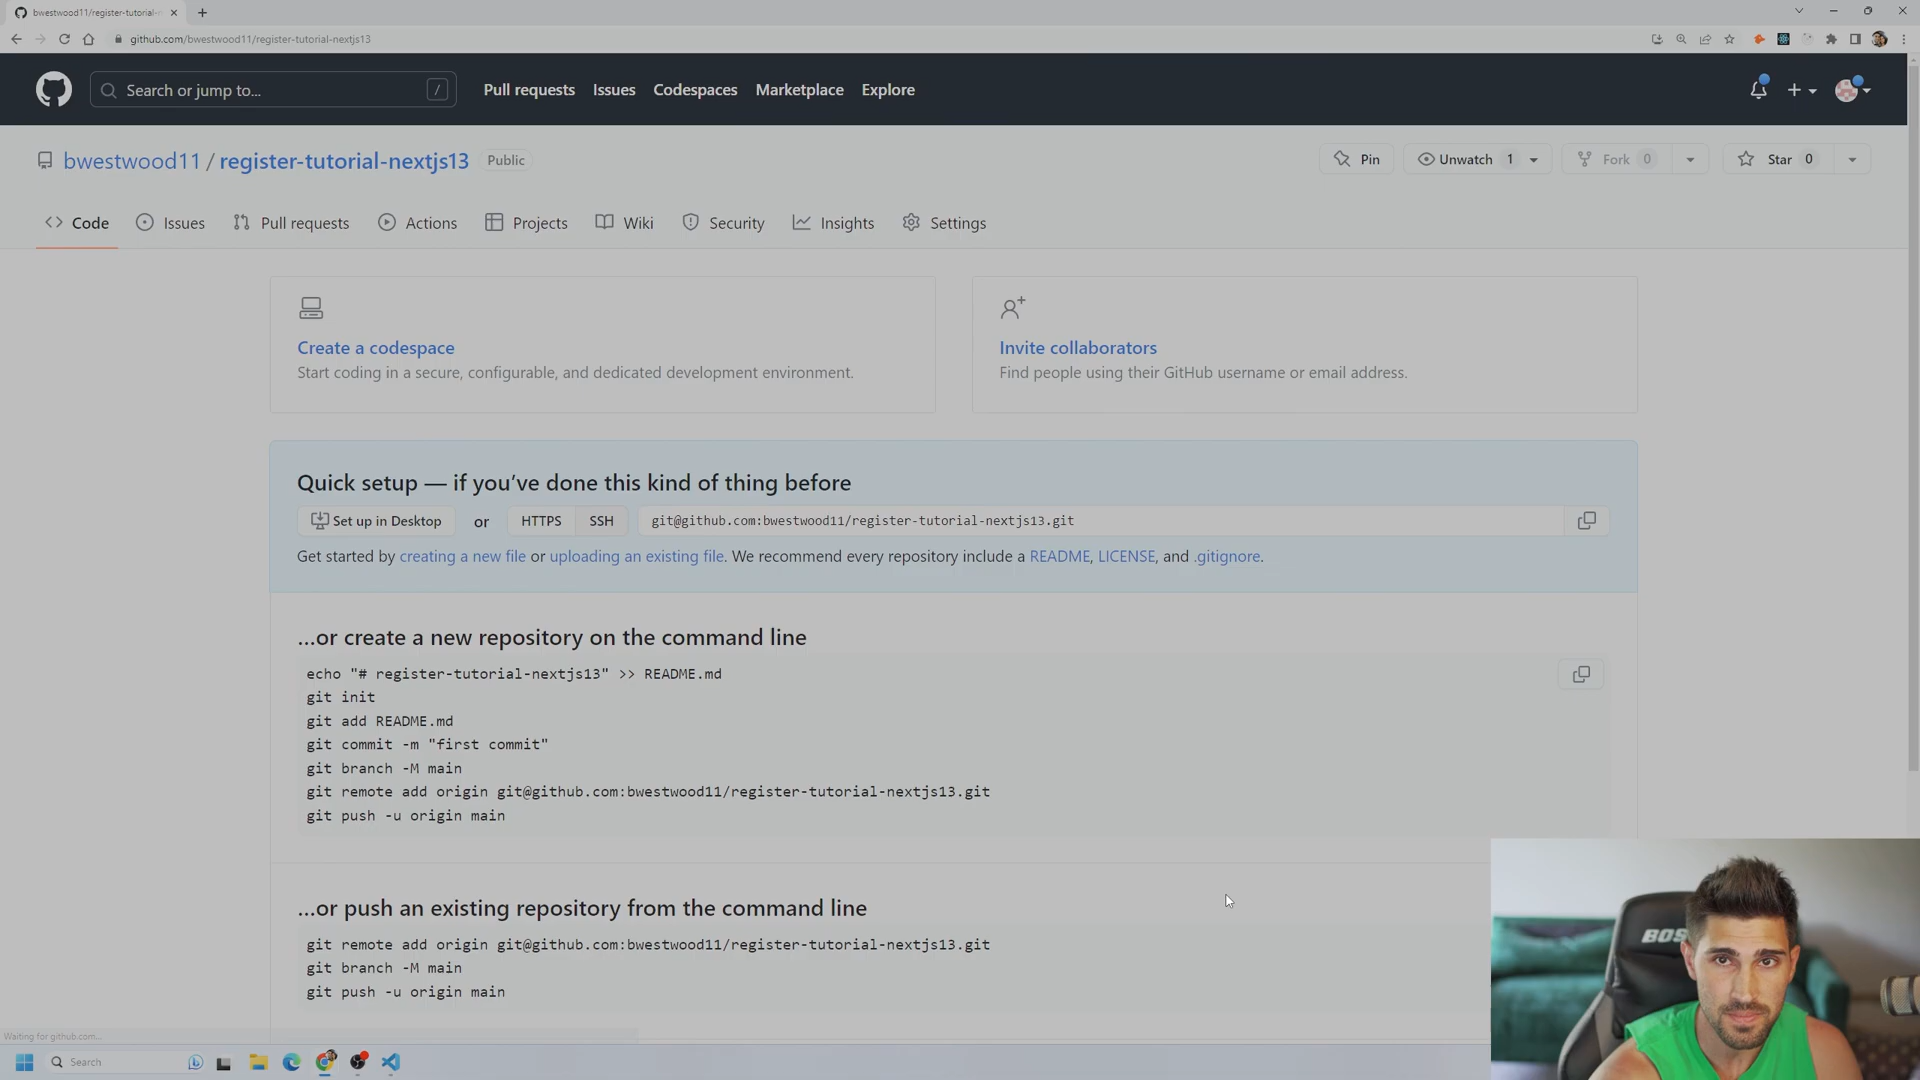 bwestwood11/register-tutorial-
github.com/bwestwood11/register-tutorial-nextjs13
Search or jump to...
/
Pull requests
Issues
Codespaces
Marketplace
Explore
bwestwood11 / register-tutorial-nextjs13
Public
Pin
Unwatch 1
Fork 0
Star 0
Code
Issues
Pull requests
Actions
Projects
Wiki
Security
Insights
Settings
Create a codespace
Start coding in a secure, configurable, and dedicated development environment.
Invite collaborators
Find people using their GitHub username or email address.
Quick setup — if you’ve done this kind of thing before
Set up in Desktop
or
HTTPS
SSH
git@github.com:bwestwood11/register-tutorial-nextjs13.git
Get started by creating a new file or uploading an existing file. We recommend every repository include a README, LICENSE, and .gitignore.
...or create a new repository on the command line
echo "# register-tutorial-nextjs13" >> README.md
git init
git add README.md
git commit -m "first commit"
git branch -M main
git remote add origin git@github.com:bwestwood11/register-tutorial-nextjs13.git
git push -u origin main
...or push an existing repository from the command line
git remote add origin git@github.com:bwestwood11/register-tutorial-nextjs13.git
git branch -M main
git push -u origin main
Waiting for github.com...
Search